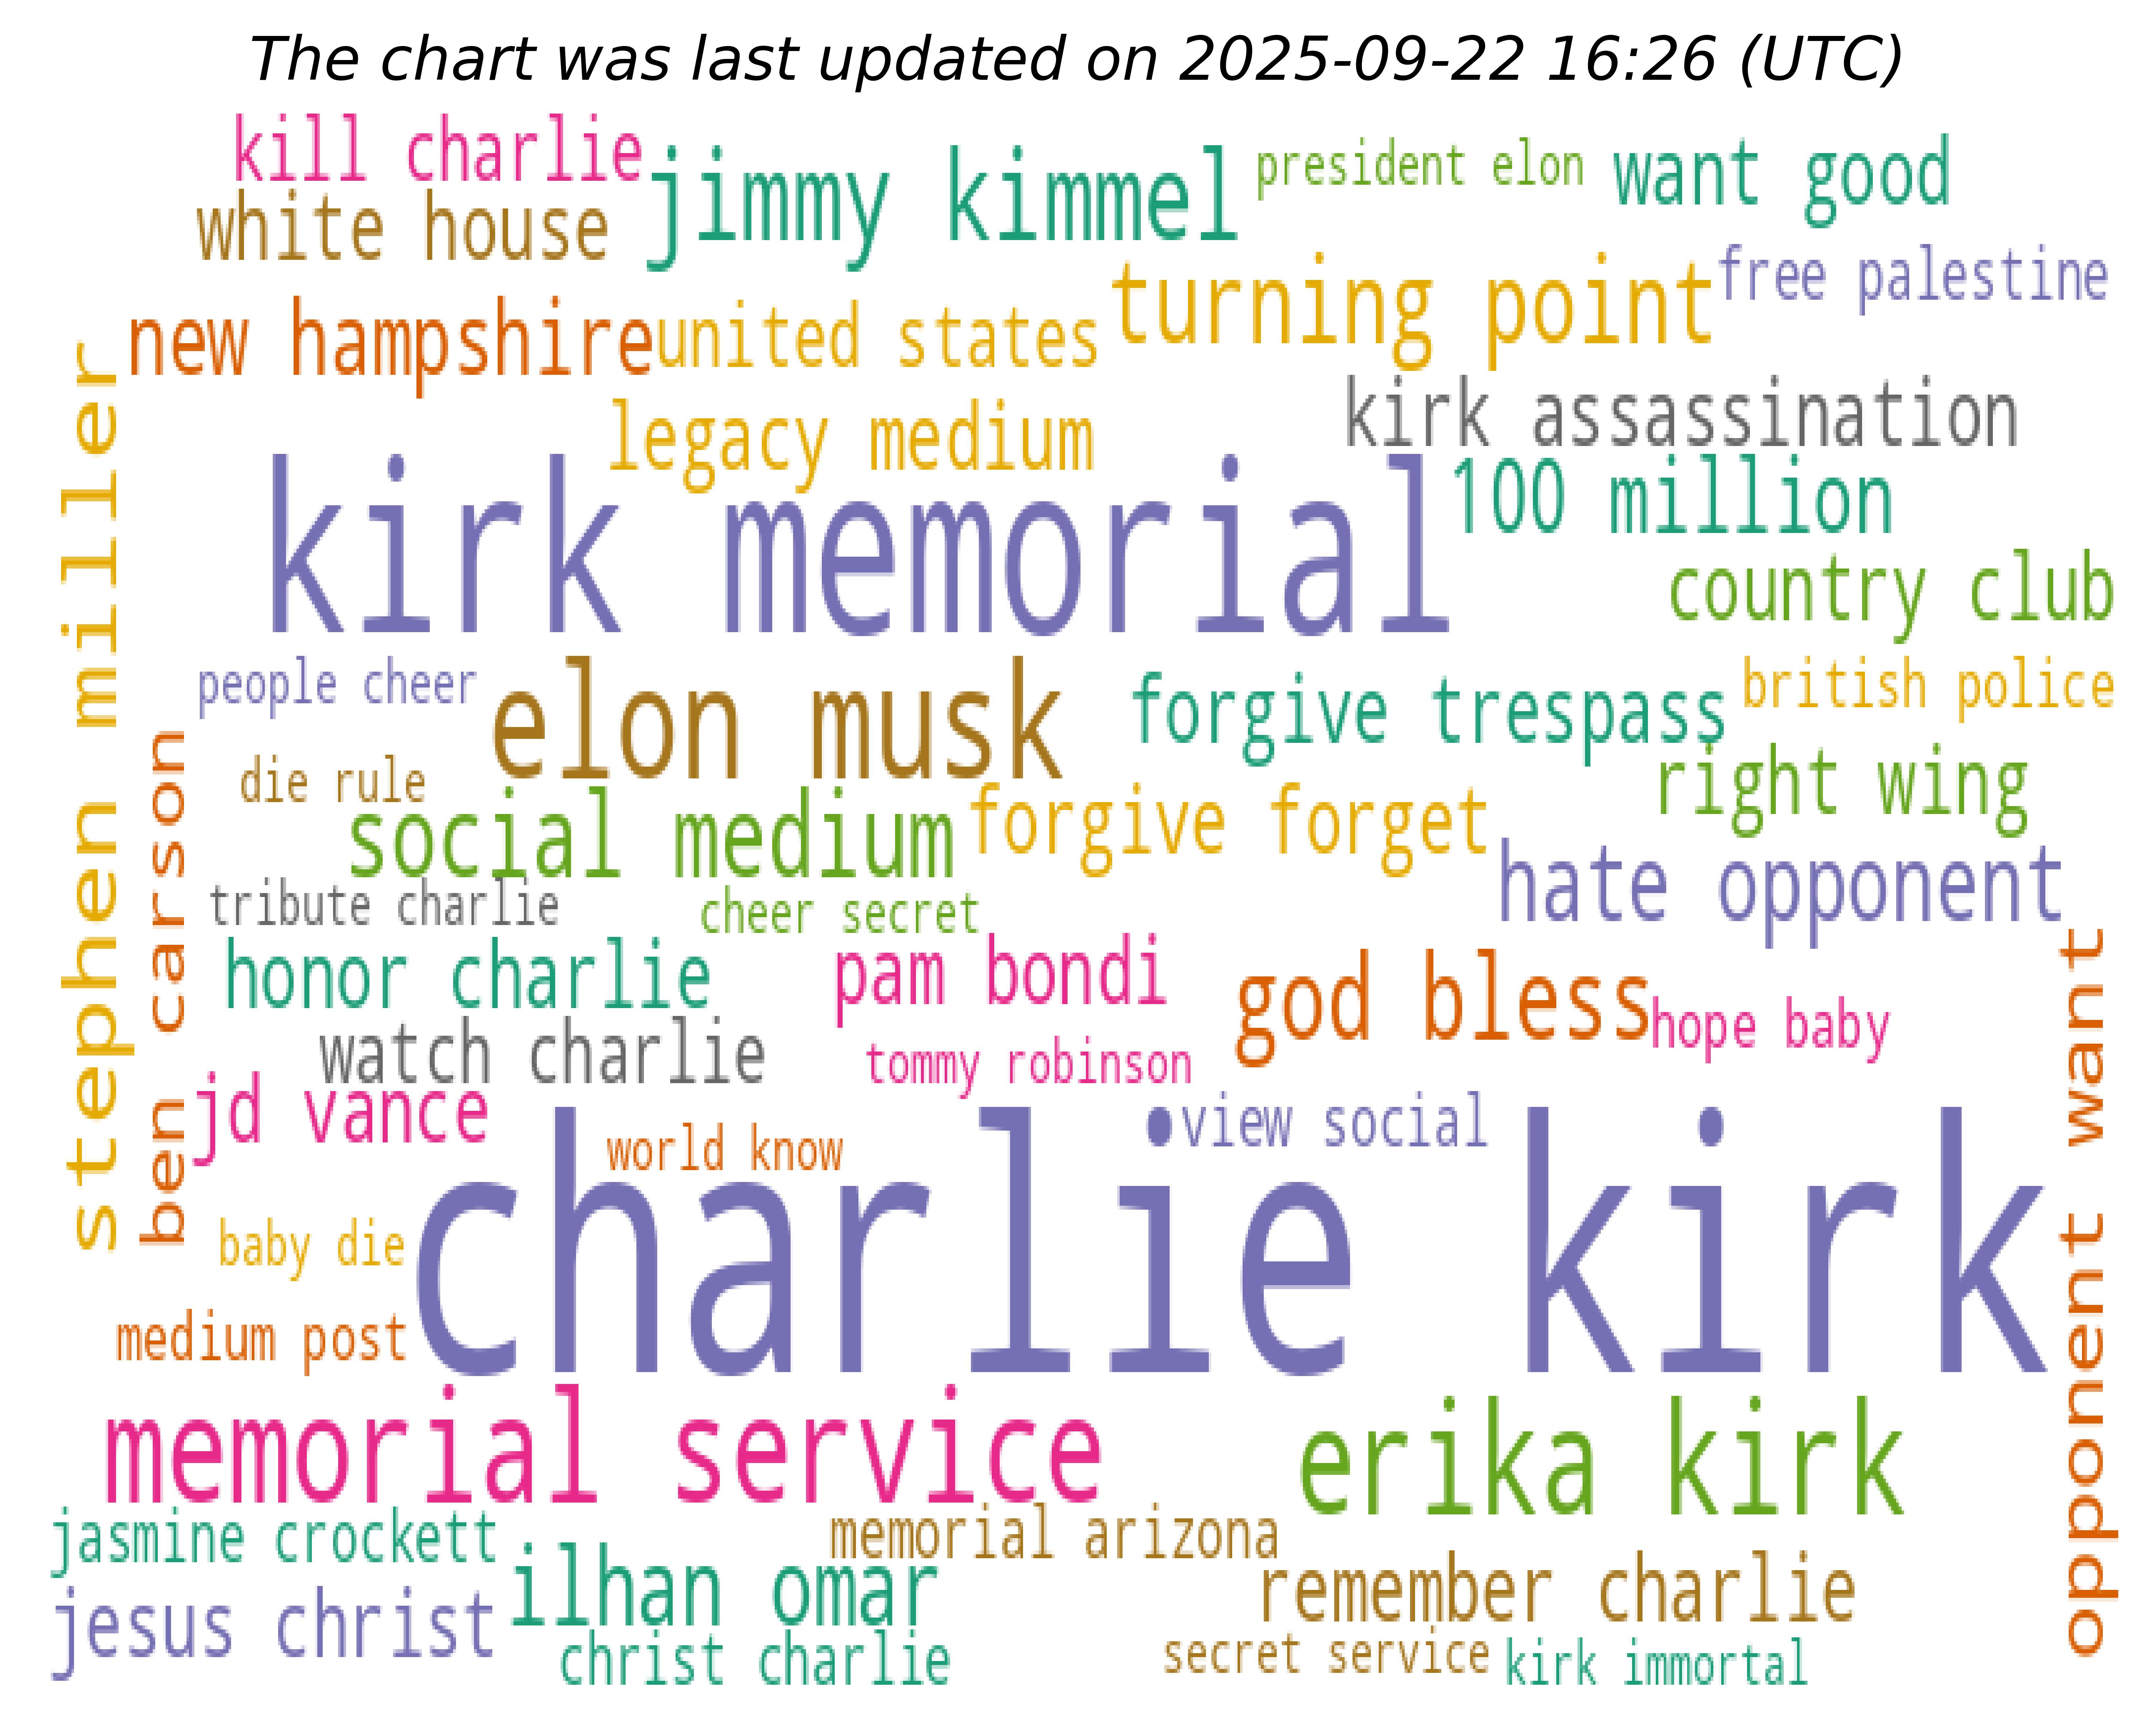 The chart was last updated on 2025-09-22 16:26 (UTC)
kill charlie
jimmy kimmel
president elon
want good
white house
turning point
free palestine
new hampshire
united states
stephen miller
legacy medium
kirk assassination
kirk memorial
100 million
country club
people cheer
elon musk
forgive trespass
british police
ben carson
die rule
social medium
forgive forget
right wing
hate opponent
tribute charlie
cheer secret
honor charlie
pam bondi
god bless
hope baby
opponent want
watch charlie
tommy robinson
jd vance
world know
view social
charlie kirk
baby die
medium post
memorial service
erika kirk
jasmine crockett
memorial arizona
ilhan omar
remember charlie
jesus christ
christ charlie
secret service
kirk immortal